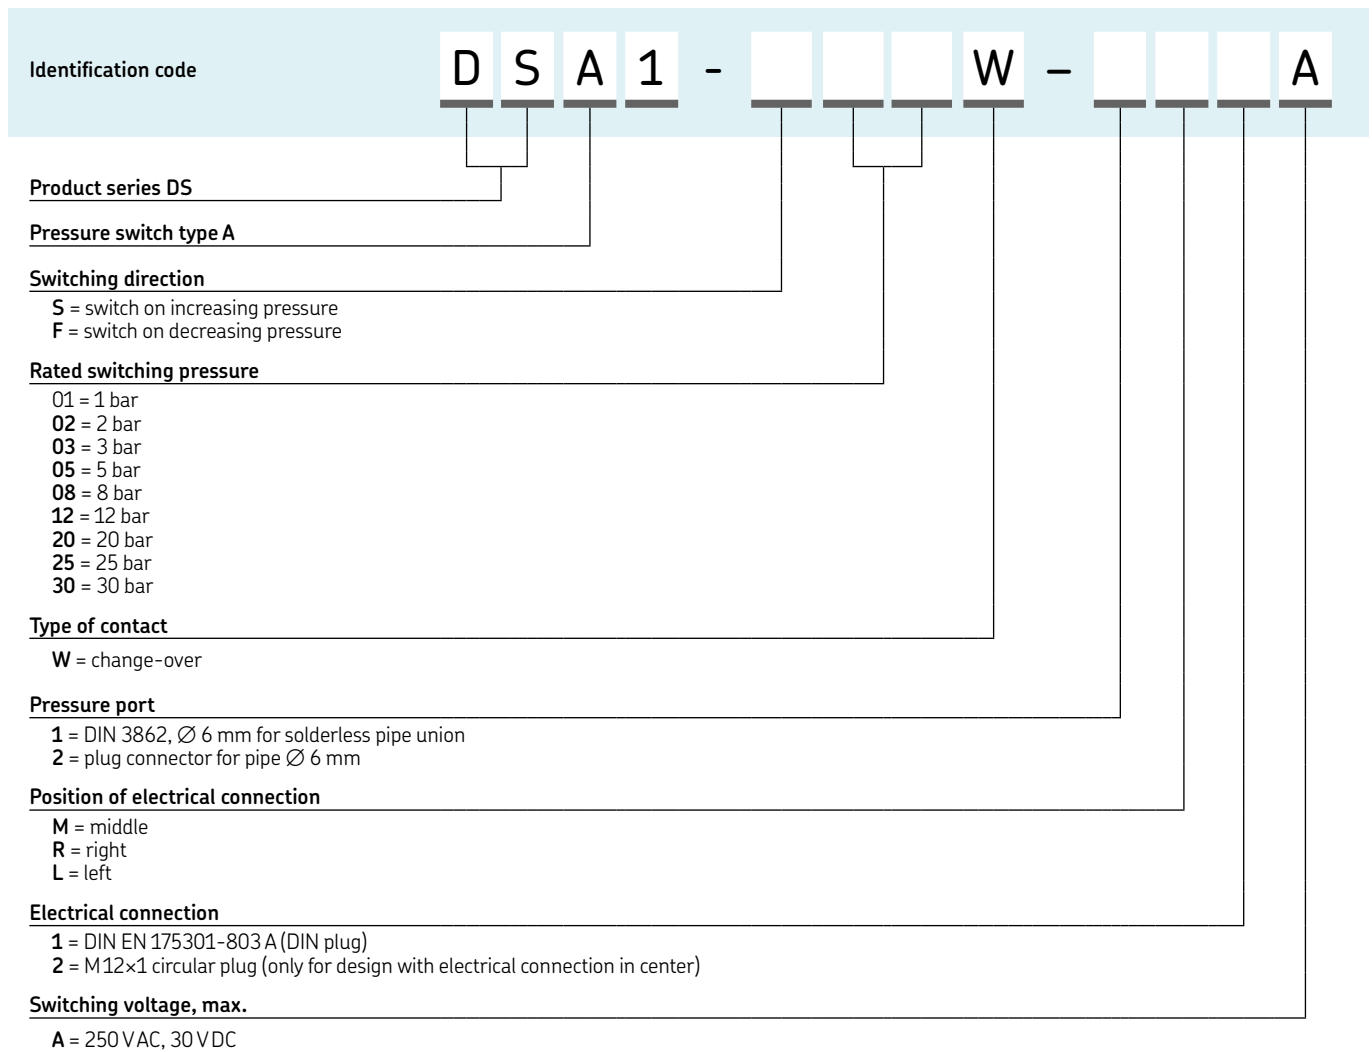 Identification code D S A 1 - W – A
Product series DS
Pressure switch type A
Switching direction
S = switch on increasing pressure
F = switch on decreasing pressure
Rated switching pressure
01 = 1 bar
02 = 2 bar
03 = 3 bar
05 = 5 bar
08 = 8 bar
12 = 12 bar
20 = 20 bar
25 = 25 bar
30 = 30 bar
Type of contact
W = change-over
Pressure port
1 = DIN 3862, ∅ 6 mm for solderless pipe union
2 = plug connector for pipe ∅ 6 mm
Position of electrical connection
M = middle
R = right
L = left
Electrical connection
1 = DIN EN 175301-803 A (DIN plug)
2 = M12×1 circular plug (only for design with electrical connection in center)
Switching voltage, max.
A = 250 VAC, 30 VDC